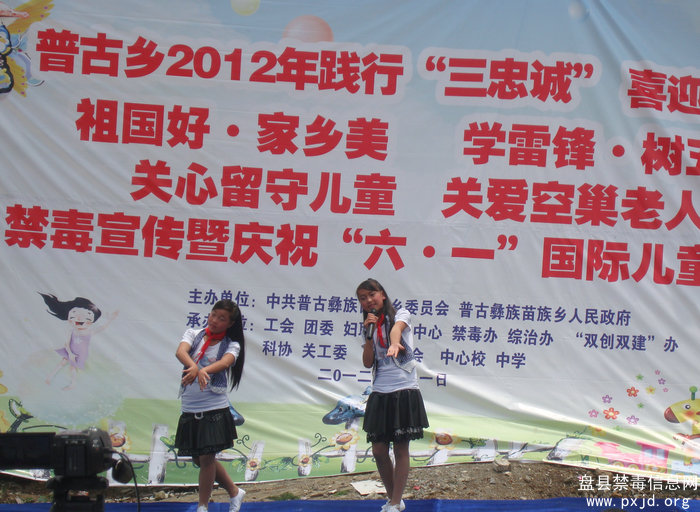 普古乡2012年践行“三忠诚” 喜迎
祖国好·家乡美 学雷锋·树
关心留守儿童 关爱空巢老人
禁毒宣传暨庆祝“六·一”国际儿童
主办单位：中共普古彝族 乡委员会 普古彝族苗族乡人民政府
承 位：工会 团委 妇 中心 禁毒办 综治办 “双创双建”办
科协 关工委 会 中心校 中学
二〇一二 一日
盘县禁毒信息网
www.pxjd.org